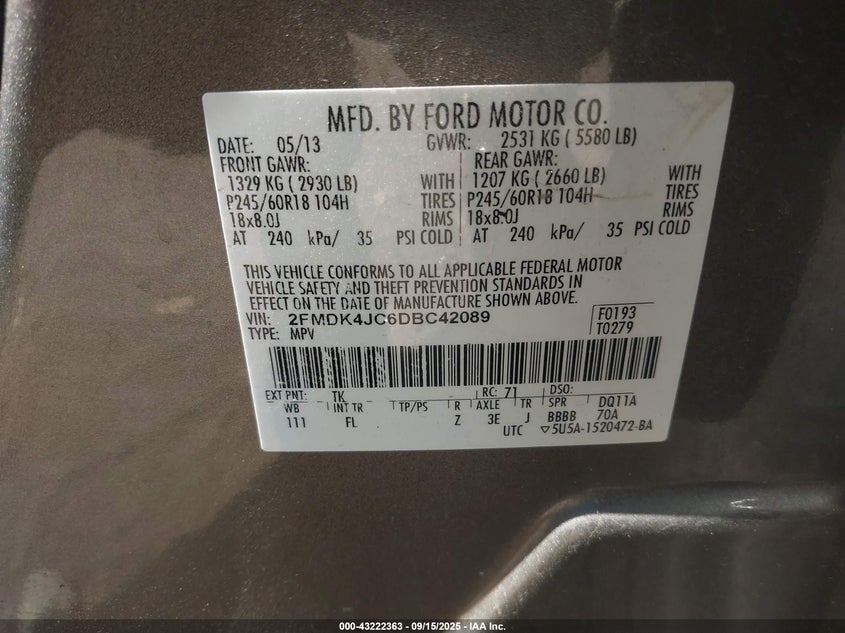 MFD. BY FORD MOTOR CO.
DATE: 05/13 GVWR: 2531 KG ( 5580 LB)
FRONT GAWR: REAR GAWR:
1329 KG ( 2930 LB) WITH 1207 KG ( 2660 LB) WITH
P245/60R18 104H TIRES P245/60R18 104H TIRES
18x8.0J RIMS 18x8.0J RIMS
AT 240 kPa/ 35 PSI COLD AT 240 kPa/ 35 PSI COLD
THIS VEHICLE CONFORMS TO ALL APPLICABLE FEDERAL MOTOR
VEHICLE SAFETY AND THEFT PREVENTION STANDARDS IN
EFFECT ON THE DATE OF MANUFACTURE SHOWN ABOVE.
VIN: 2FMDK4JC6DBC42089 F0193
TYPE: MPV T0279
EXT PNT: TK RC: 71 DSO:
WB INT TR TP/PS R AXLE TR SPR DQ11A
111 FL Z 3E J BBBB 70A
UTC ▽5U5A-1520472-BA
000-43222363 - 09/15/2025 - IAA Inc.